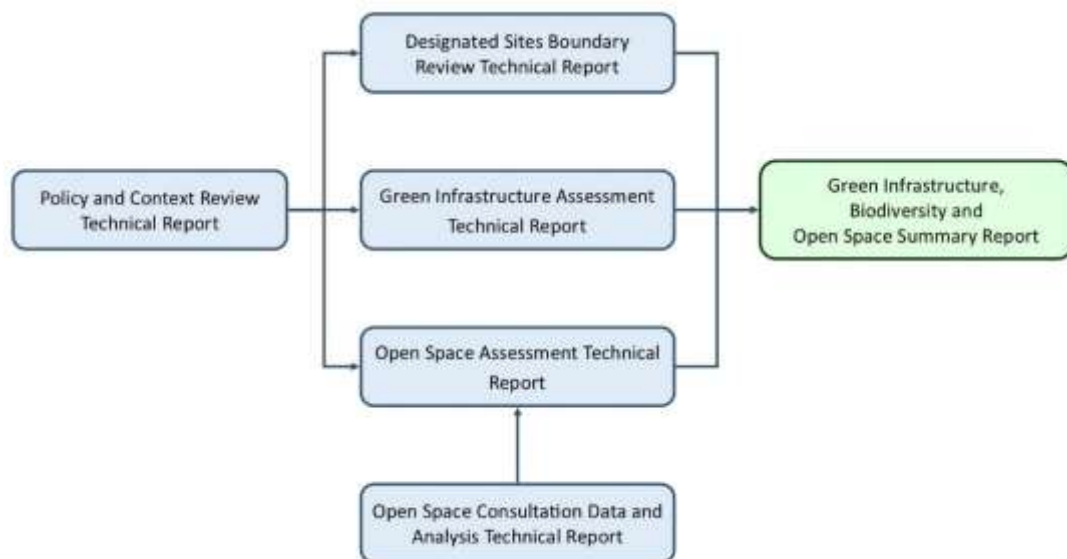 Designated Sites Boundary
Review Technical Report
Policy and Context Review
Technical Report
Green Infrastructure Assessment
Technical Report
Green Infrastructure,
Biodiversity and
Open Space Summary Report
Open Space Assessment Technical
Report
Open Space Consultation Data and
Analysis Technical Report